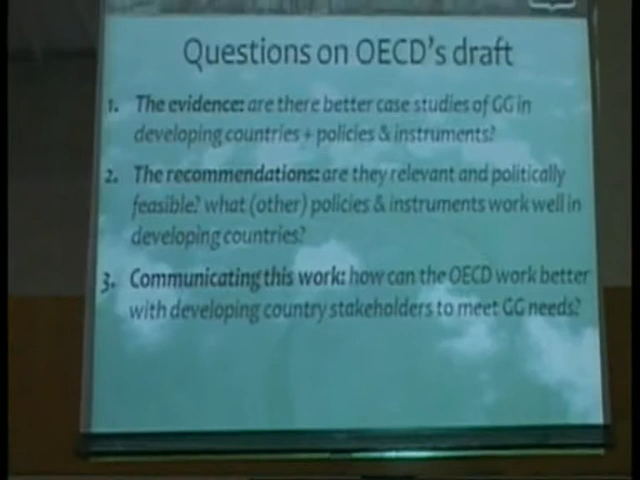 Questions on OECD's draft
1. The evidence: are there better case studies of GG in
developing countries + policies & instruments?
2. The recommendations: are they relevant and politically
feasible? what (other) policies & instruments work well in
developing countries?
3. Communicating this work: how can the OECD work better
with developing country stakeholders to meet GG needs?